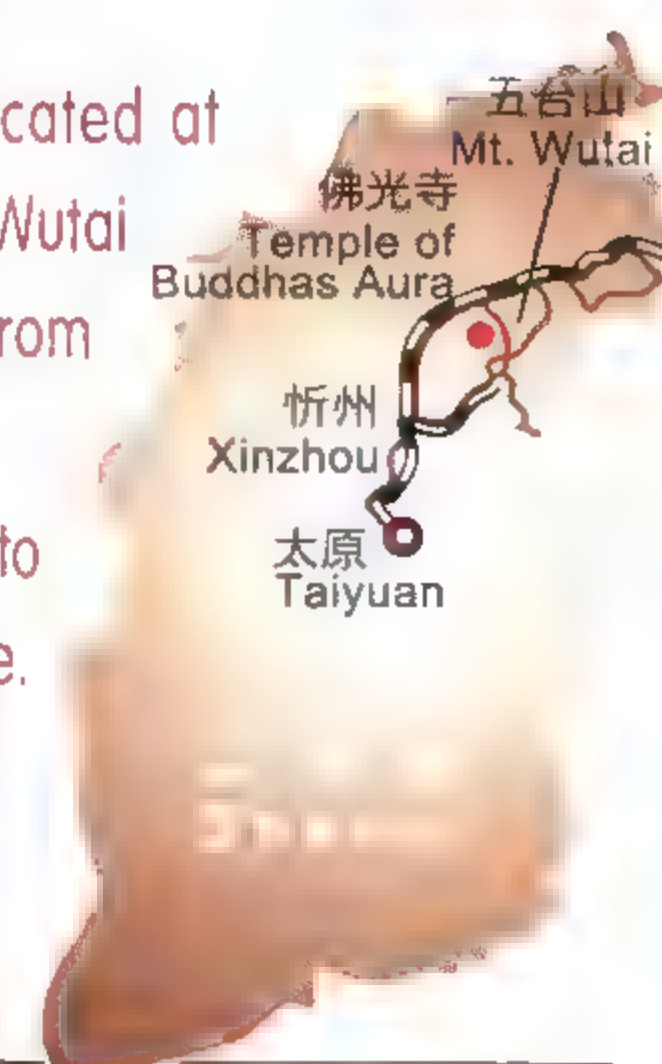 cated at
Wutai
rom
to
e.
五台山
Mt. Wutai
佛光寺
Temple of
Buddhas Aura
忻州
Xinzhou
太原
Taiyuan